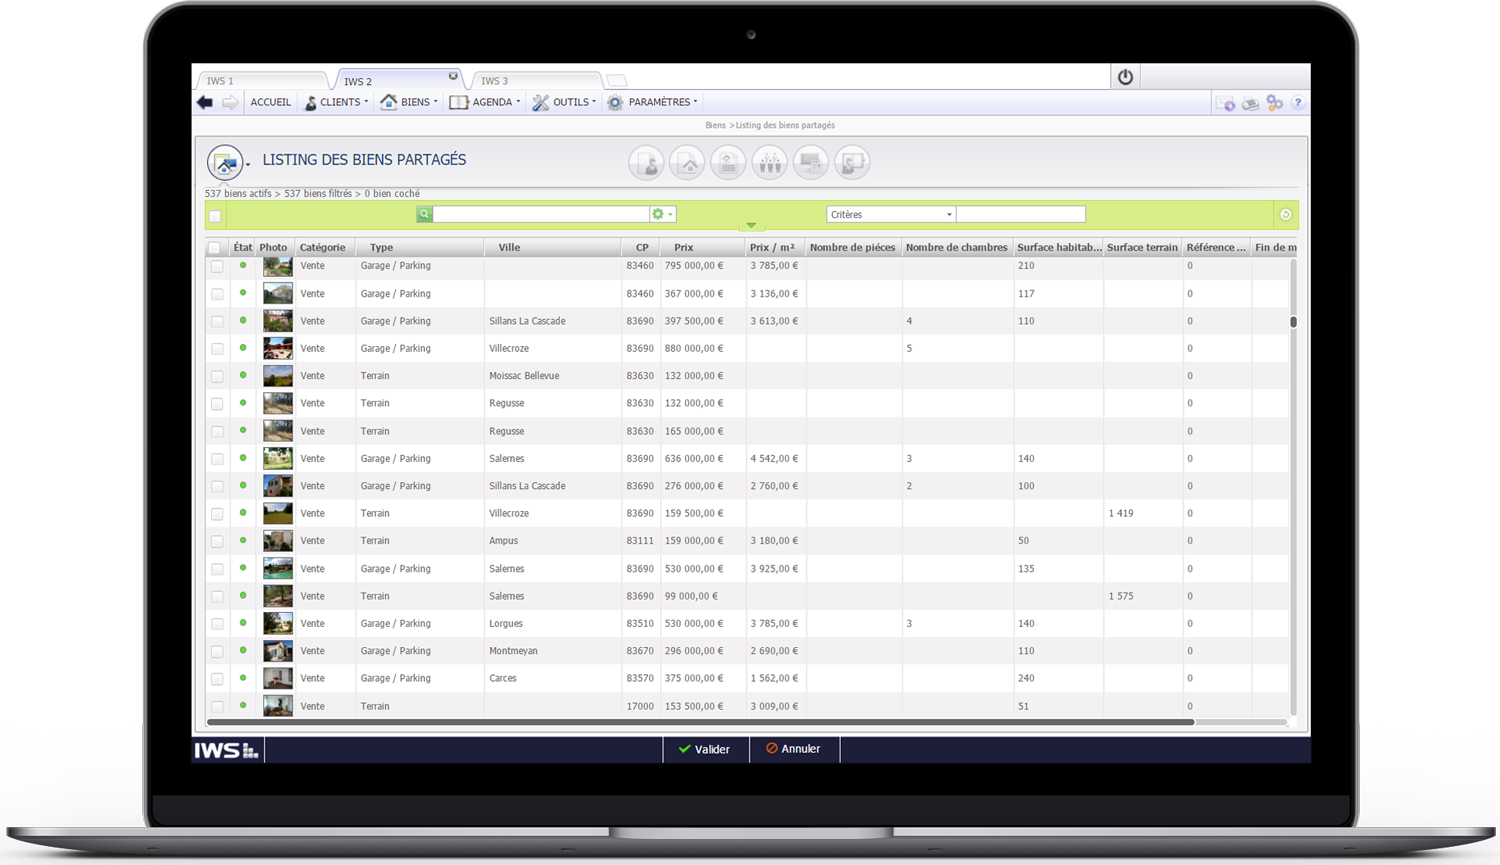 IWS 1 IWS 2 IWS 3
ACCUEIL CLIENTS BIENS AGENDA OUTILS PARAMÈTRES
Biens >Listing des biens partagés
LISTING DES BIENS PARTAGÉS
537 biens actifs > 537 biens filtrés > 0 bien coché
Critères
État Photo Catégorie Type Ville CP Prix Prix / m² Nombre de piéces Nombre de chambres Surface habitab... Surface terrain Référence ... Fin de m
Vente Garage / Parking 83460 795 000,00 € 3 785,00 € 210 0
Vente Garage / Parking 83460 367 000,00 € 3 136,00 € 117 0
Vente Garage / Parking Sillans La Cascade 83690 397 500,00 € 3 613,00 € 4 110 0
Vente Garage / Parking Villecroze 83690 880 000,00 € 5 0
Vente Terrain Moissac Bellevue 83630 132 000,00 € 0
Vente Terrain Regusse 83630 132 000,00 € 0
Vente Terrain Regusse 83630 165 000,00 € 0
Vente Garage / Parking Salernes 83690 636 000,00 € 4 542,00 € 3 140 0
Vente Garage / Parking Sillans La Cascade 83690 276 000,00 € 2 760,00 € 2 100 0
Vente Terrain Villecroze 83690 159 500,00 € 1 419 0
Vente Terrain Ampus 83111 159 000,00 € 3 180,00 € 50 0
Vente Garage / Parking Salernes 83690 530 000,00 € 3 925,00 € 135 0
Vente Terrain Salernes 83690 99 000,00 € 1 575 0
Vente Garage / Parking Lorgues 83510 530 000,00 € 3 785,00 € 3 140 0
Vente Garage / Parking Montmeyan 83670 296 000,00 € 2 690,00 € 110 0
Vente Garage / Parking Carces 83570 375 000,00 € 1 562,00 € 240 0
Vente Terrain 17000 153 500,00 € 3 009,00 € 51 0
IWS Valider Annuler